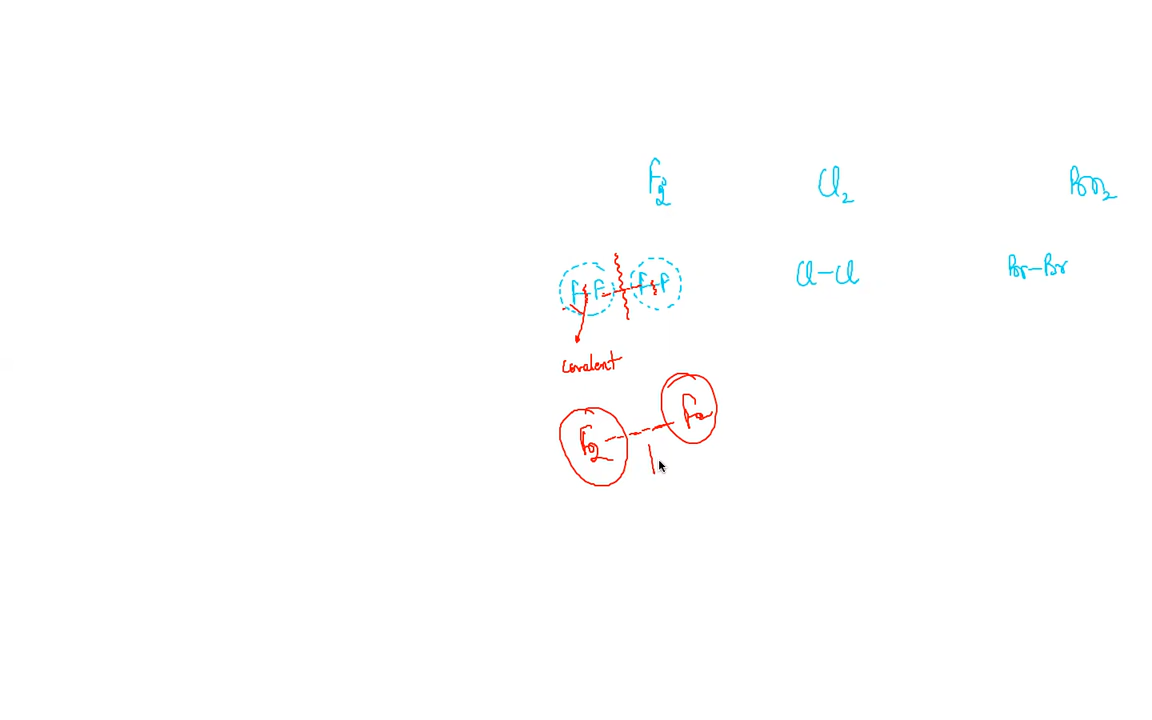 F₂ Cl₂ Br₂
F-F F-F Cl-Cl Br-Br
Covalent
F₂ F₂